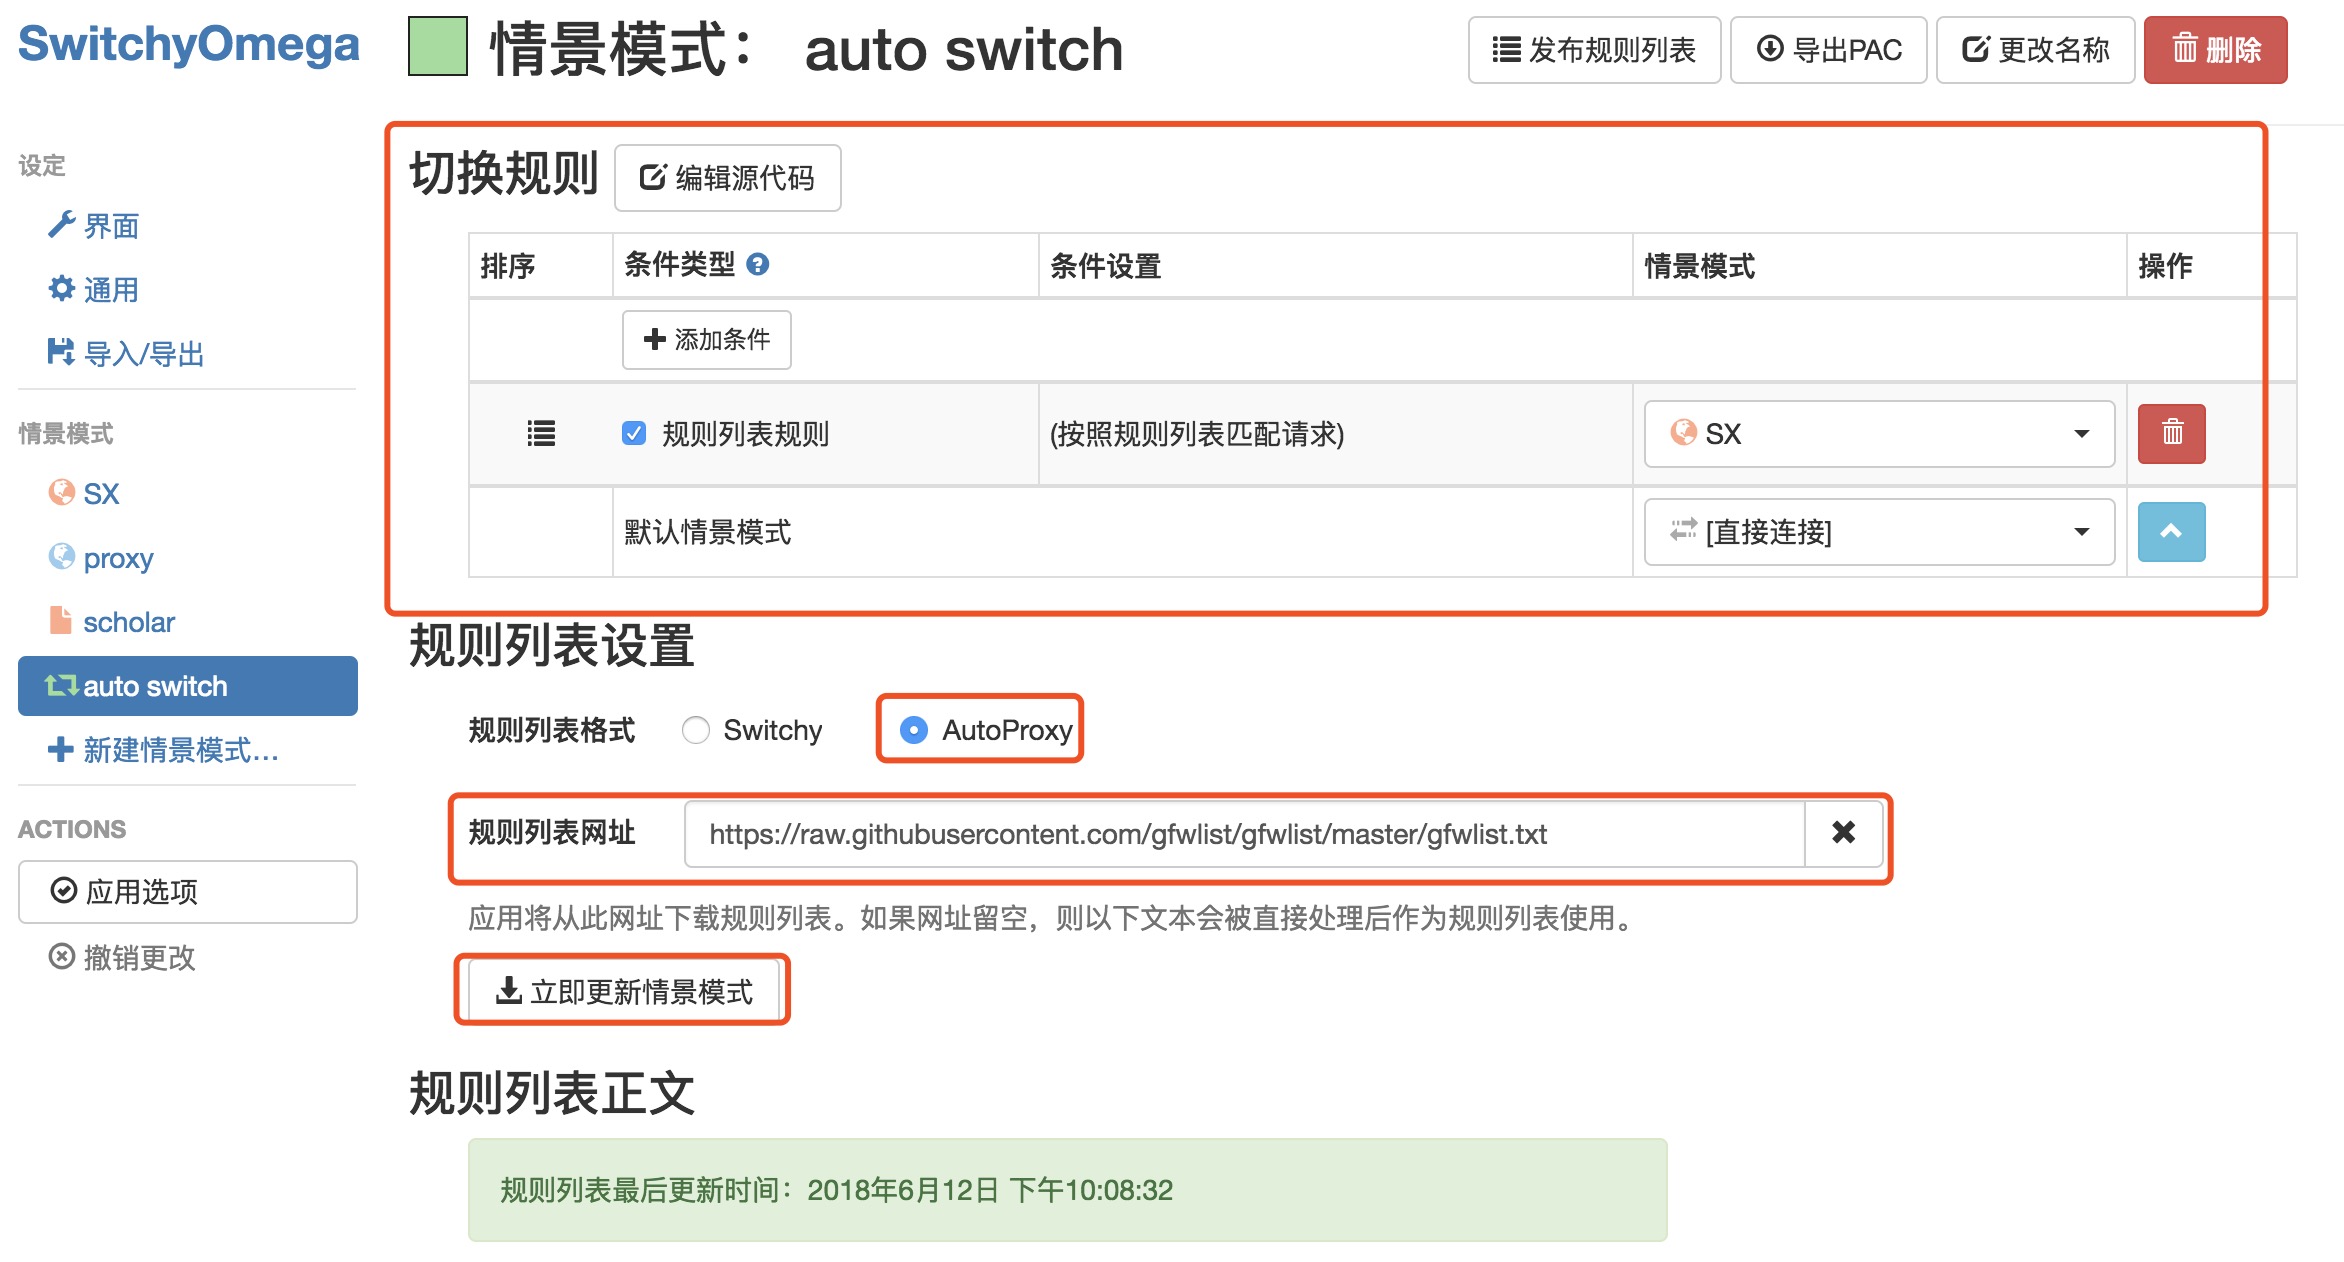 SwitchyOmega
情景模式： auto switch
发布规则列表
导出PAC
更改名称
删除
设定
界面
通用
导入/导出
情景模式
SX
proxy
scholar
auto switch
新建情景模式...
ACTIONS
应用选项
撤销更改
切换规则 编辑源代码
排序 条件类型 条件设置 情景模式 操作
添加条件
规则列表规则 (按照规则列表匹配请求) SX
默认情景模式 [直接连接]
规则列表设置
规则列表格式 Switchy AutoProxy
规则列表网址 https://raw.githubusercontent.com/gfwlist/gfwlist/master/gfwlist.txt
应用将从此网址下载规则列表。如果网址留空，则以下文本会被直接处理后作为规则列表使用。
立即更新情景模式
规则列表正文
规则列表最后更新时间：2018年6月12日 下午10:08:32